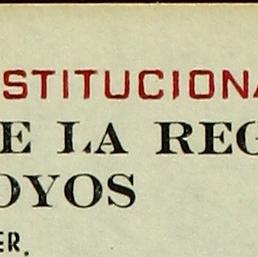 STITUCIONA
E LA REG
OYOS
ER.